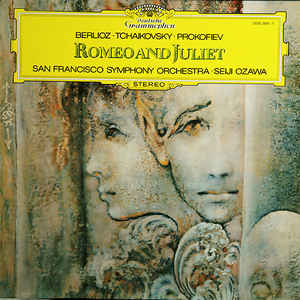 Deutsche
Grammophon
BERLIOZ · TCHAIKOVSKY · PROKOFIEV
ROMEO AND JULIET
SAN FRANCISCO SYMPHONY ORCHESTRA · SEIJI OZAWA
STEREO